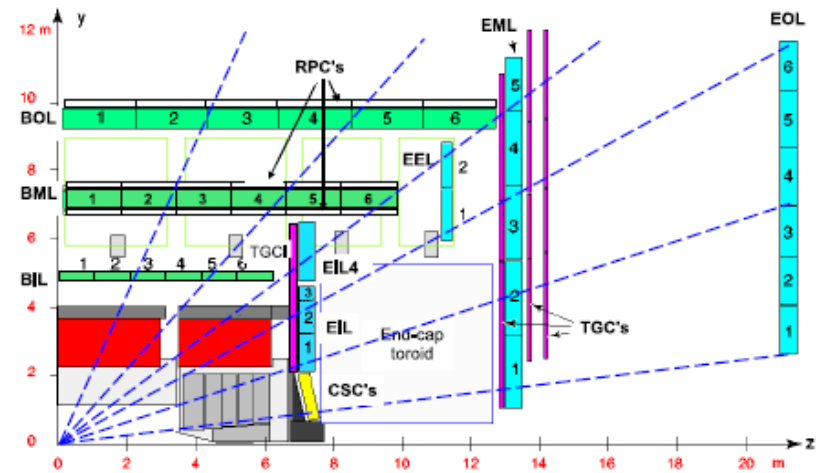 y
12 m
EML
EOL
RPC's
10
BOL
1 2 3 4 5 6
8
EEL
2
1
BML
1 2 3 4 5 6
6
TGCI
1 2 3 4 5 6
BIL
EIL4
4
3
2
1
EIL
End-cap
toroid
TGC's
CSC's
2
0
5
4
3
2
1
6
5
4
3
2
1
z
0 2 4 6 8 10 12 14 16 18 20 m